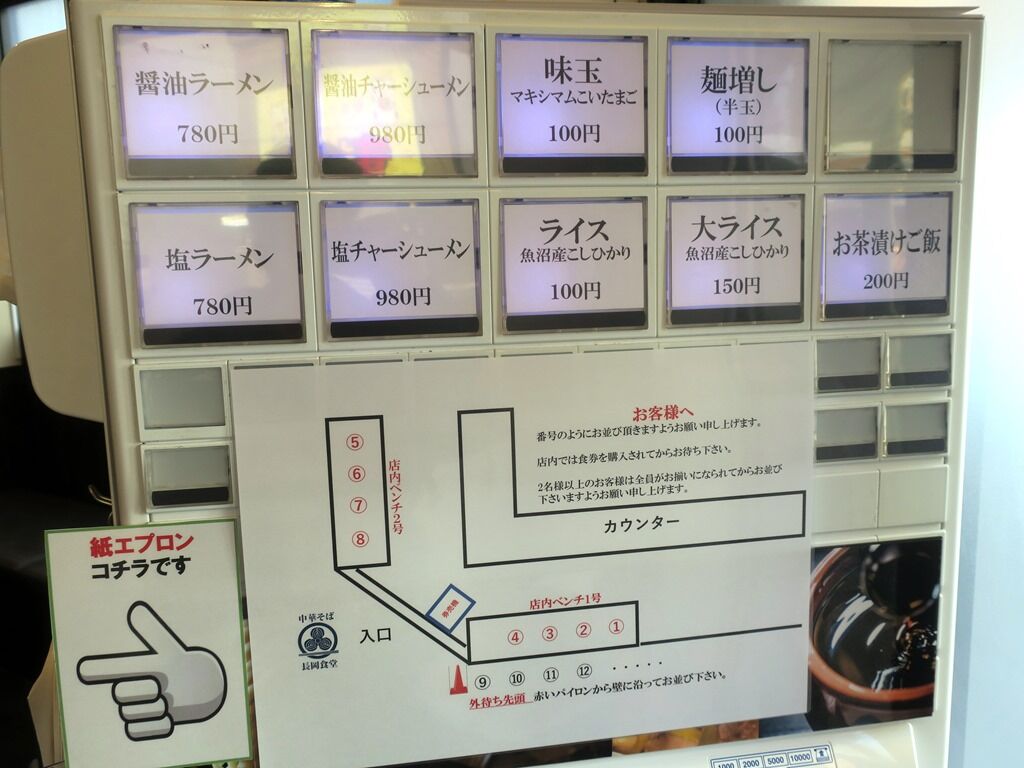 醤油ラーメン
780円
醤油チャーシューメン
980円
味玉
マキシマムこいたまご
100円
麺増し
(半玉)
100円
塩ラーメン
780円
塩チャーシューメン
980円
ライス
魚沼産こしひかり
100円
大ライス
魚沼産こしひかり
150円
お茶漬けご飯
200円
お客様へ
番号のようにお並び頂きますようお願い申し上げます。
店内では食券を購入されてからお待ち下さい。
2名様以上のお客様は全員がお揃いになられてからお並び
下さいますようお願い申し上げます。
カウンター
⑤
⑥
⑦
⑧
店内ベンチ2号
券売機
店内ベンチ1号
④ ③ ② ①
中華そば
長岡食堂
入口
⑨ ⑩ ⑪ ⑫ ・・・・・
外待ち先頭 赤いパイロンから壁に沿ってお並び下さい。
紙エプロン
コチラです
1000 2000 5000 10000